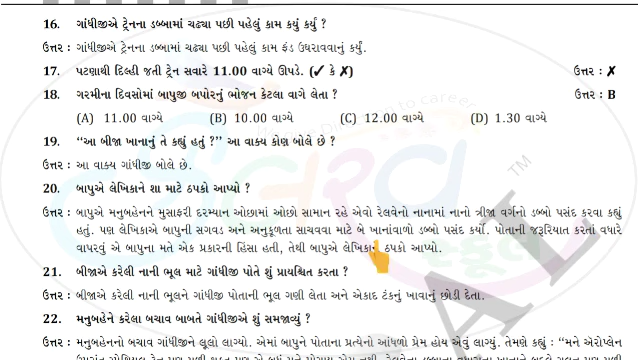 16. ગાંધીજીએ ટ્રેનના ડબ્બામાં ચઢ્યા પછી પહેલું કામ કયું કર્યું ?
ઉત્તર : ગાંધીજીએ ટ્રેનના ડબ્બામાં ચઢ્યા પછી પહેલું કામ ફંડ ઉઘરાવવાનું કર્યું.
17. પટણાથી દિલ્હી જતી ટ્રેન સવારે 11.00 વાગ્યે ઊપડે. (✓ કે ✗) ઉત્તર : ✗
18. ગરમીના દિવસોમાં બાપુજી બપોરનું ભોજન કેટલા વાગે લેતા ? ઉત્તર : B
(A) 11.00 વાગ્યે (B) 10.00 વાગ્યે (C) 12.00 વાગ્યે (D) 1.30 વાગ્યે
19. “આ બીજા ખાનાનું તે કહ્યું હતું ?” આ વાક્ય કોણ બોલે છે ?
ઉત્તર : આ વાક્ય ગાંધીજી બોલે છે.
20. બાપુએ લેખિકાને શા માટે ઠપકો આપ્યો ?
ઉત્તર : બાપુએ મનુબહેનને મુસાફરી દરમ્યાન ઓછામાં ઓછો સામાન રહે એવો રેલવેનો નાનામાં નાનો ત્રીજા વર્ગનો ડબ્બો પસંદ કરવા કહ્યું
હતું. પણ લેખિકાએ બાપુની સગવડ અને અનુકૂળતા સાચવવા માટે બે ખાનાંવાળો ડબ્બો પસંદ કર્યો. પોતાની જરૂરિયાત કરતાં વધારે
વાપરવું એ બાપુના મતે એક પ્રકારની હિંસા હતી, તેથી બાપુએ લેખિકાને ઠપકો આપ્યો.
21. બીજાએ કરેલી નાની ભૂલ માટે ગાંધીજી પોતે શું પ્રાયશ્ચિત કરતા ?
ઉત્તર : બીજાએ કરેલી નાની ભૂલને ગાંધીજી પોતાની ભૂલ ગણી લેતા અને એકાદ ટંકનું ખાવાનું છોડી દેતા.
22. મનુબહેને કરેલા બચાવ બાબતે ગાંધીજીએ શું સમજાવ્યું ?
ઉત્તર : મનુબહેનનો બચાવ ગાંધીજીને લૂલો લાગ્યો. એમાં બાપુને પોતાના પ્રત્યેનો આંધળો પ્રેમ હોય એવું લાગ્યું. તેમણે કહ્યું : “મને એરોપ્લેન